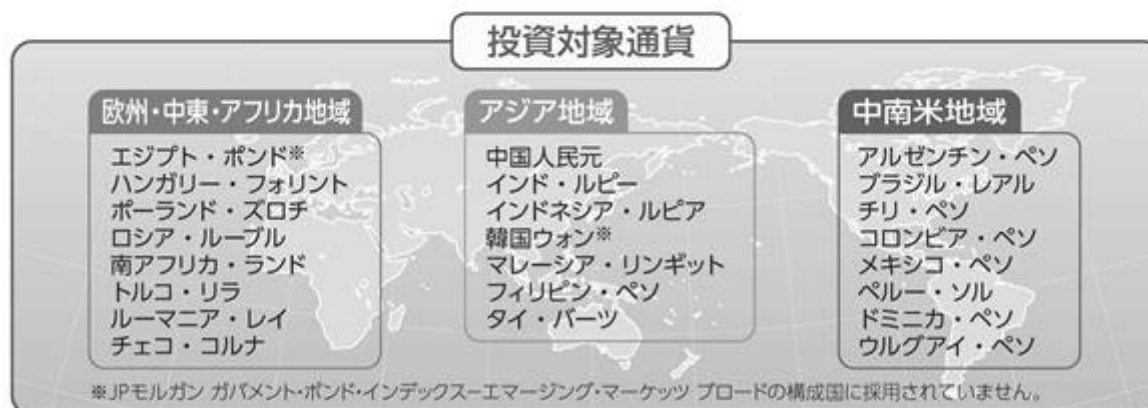 投資対象通貨
欧州・中東・アフリカ地域
エジプト・ポンド※
ハンガリー・フォリント
ポーランド・ズロチ
ロシア・ルーブル
南アフリカ・ランド
トルコ・リラ
ルーマニア・レイ
チェコ・コルナ
アジア地域
中国人民元
インド・ルピー
インドネシア・ルピア
韓国ウォン※
マレーシア・リンギット
フィリピン・ペソ
タイ・バーツ
中南米地域
アルゼンチン・ペソ
ブラジル・レアル
チリ・ペソ
コロンビア・ペソ
メキシコ・ペソ
ペルー・ソル
ドミニカ・ペソ
ウルグアイ・ペソ
※JPモルガン ガバメント・ボンド・インデックス−エマージング・マーケッツ ブロードの構成国に採用されていません。